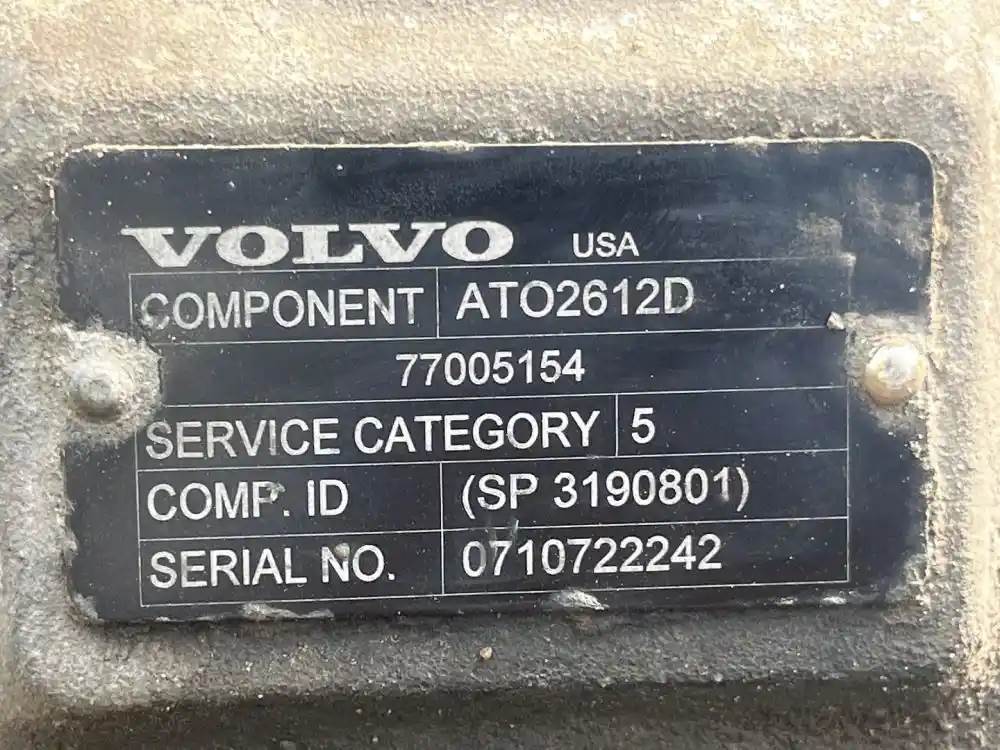 VOLVO USA
COMPONENT ATO2612D
77005154
SERVICE CATEGORY 5
COMP. ID (SP 3190801)
SERIAL NO. 0710722242